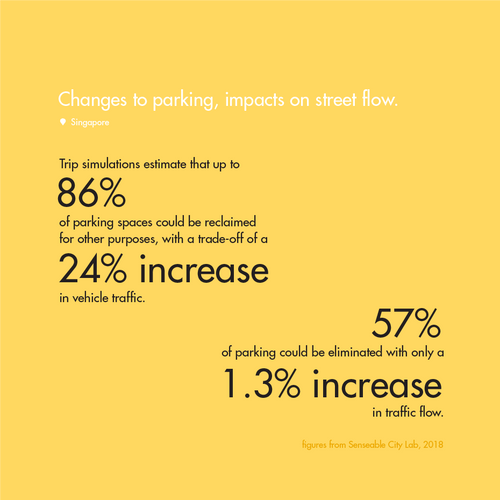 Changes to parking, impacts on street flow.
Singapore
Trip simulations estimate that up to
86%
of parking spaces could be reclaimed
for other purposes, with a trade-off of a
24% increase
in vehicle traffic.
57%
of parking could be eliminated with only a
1.3% increase
in traffic flow.
figures from Senseable City Lab, 2018